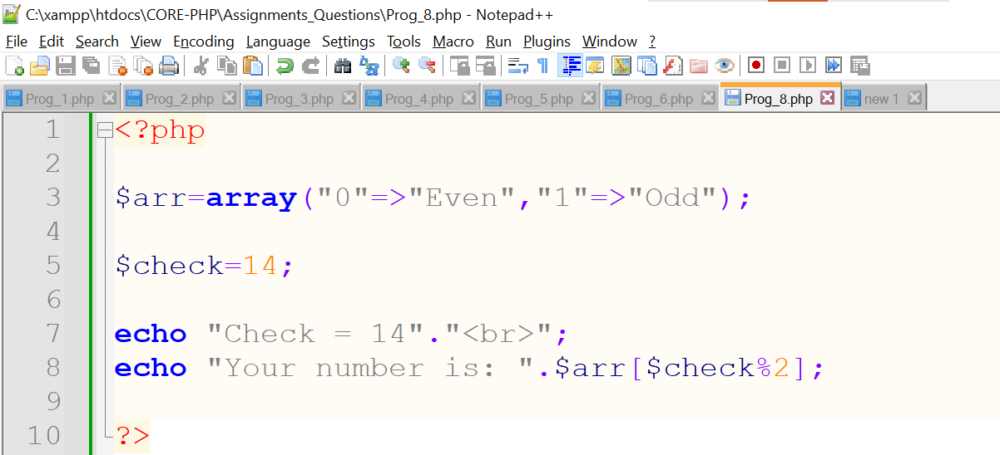 C:\xampp\htdocs\CORE-PHP\Assignments_Questions\Prog_8.php - Notepad++
File Edit Search View Encoding Language Settings Tools Macro Run Plugins Window ?
Prog_1.php Prog_2.php Prog_3.php Prog_4.php Prog_5.php Prog_6.php Prog_8.php new 1
1 <?php
2
3 $arr=array("0"=>"Even","1"=>"Odd");
4
5 $check=14;
6
7 echo "Check = 14"."<br>";
8 echo "Your number is: ".$arr[$check%2];
9
10 ?>